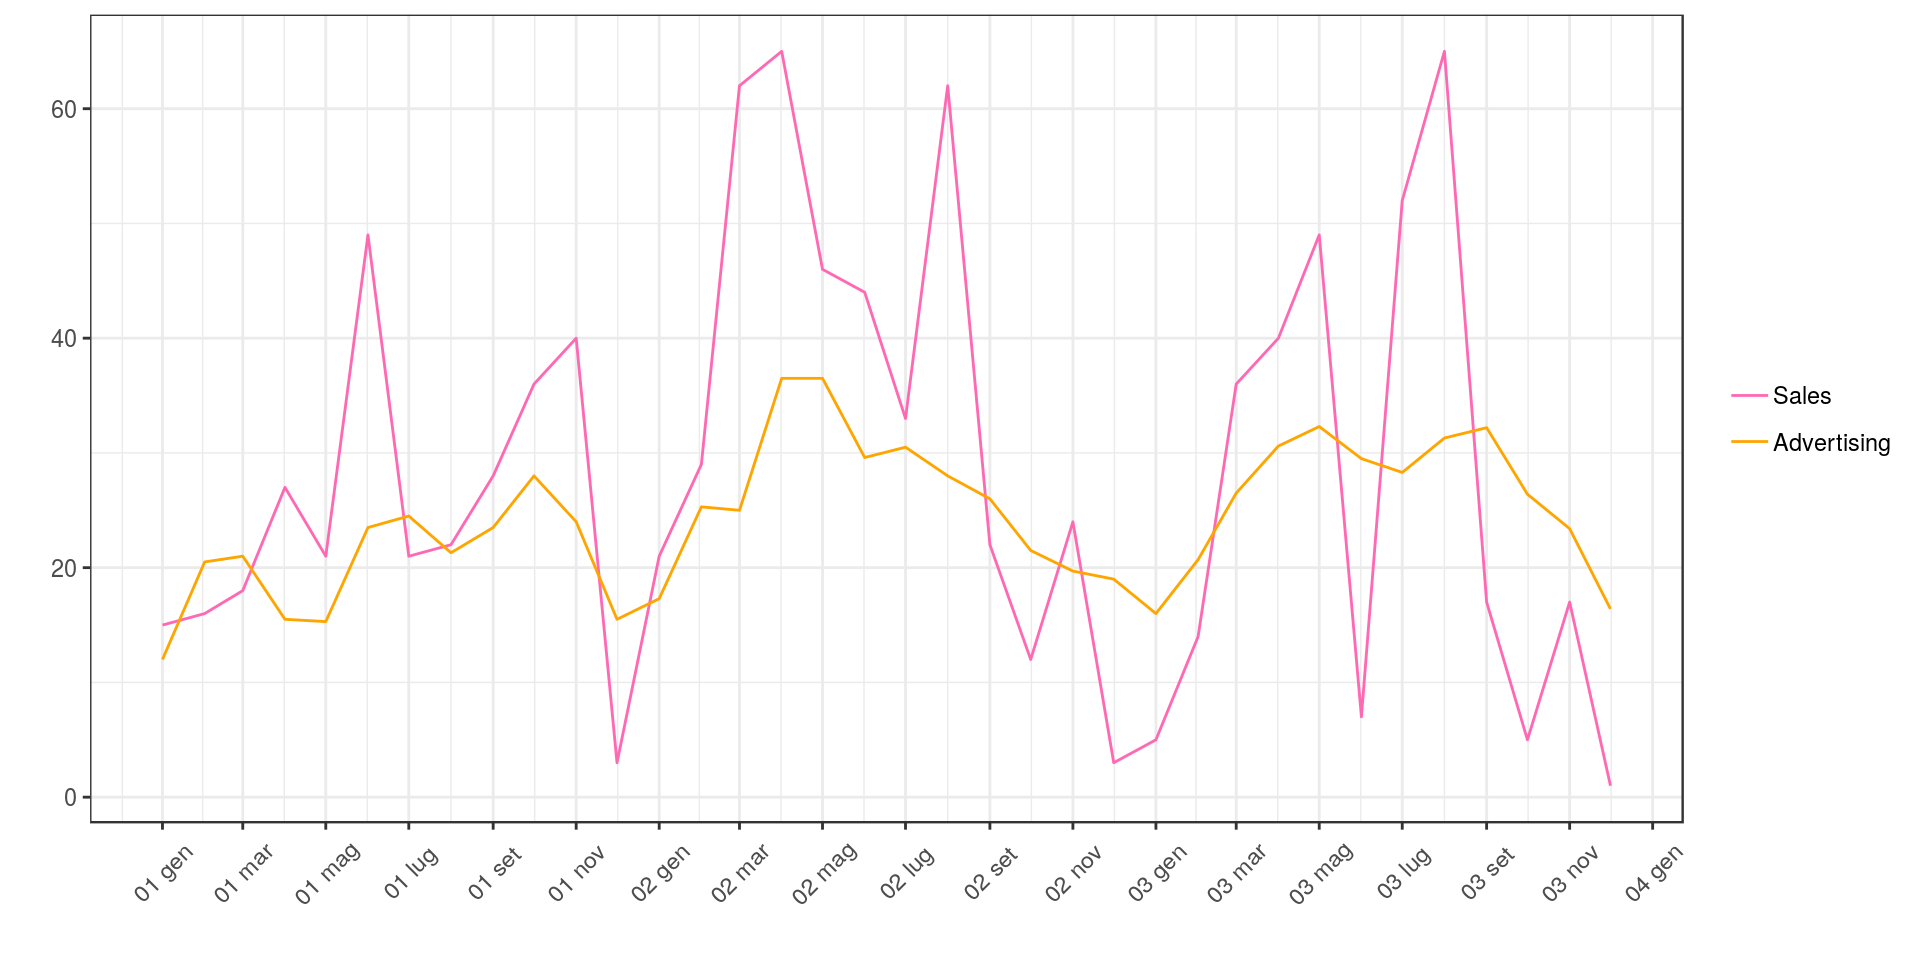 60
40
20
0
01 gen
01 mar
01 mag
01 lug
01 set
01 nov
02 gen
02 mar
02 mag
02 lug
02 set
02 nov
03 gen
03 mar
03 mag
03 lug
03 set
03 nov
04 gen
Sales
Advertising